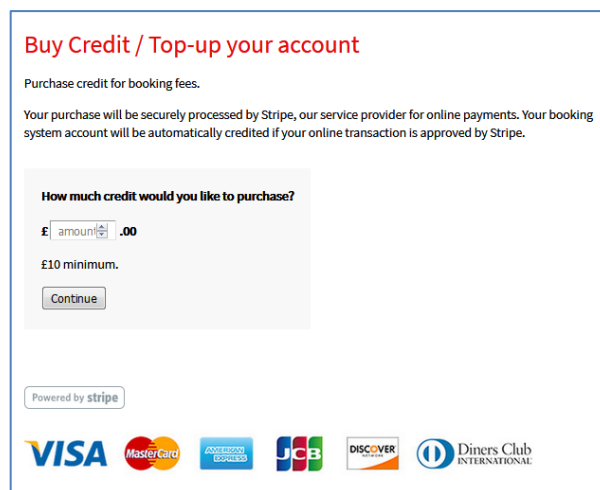 Buy Credit / Top-up your account
Purchase credit for booking fees.
Your purchase will be securely processed by Stripe, our service provider for online payments. Your booking
system account will be automatically credited if your online transaction is approved by Stripe.
How much credit would you like to purchase?
£ amount .00
£10 minimum.
Continue
Powered by stripe
VISA MasterCard AMERICAN EXPRESS JCB DISCOVER NETWORK Diners Club INTERNATIONAL